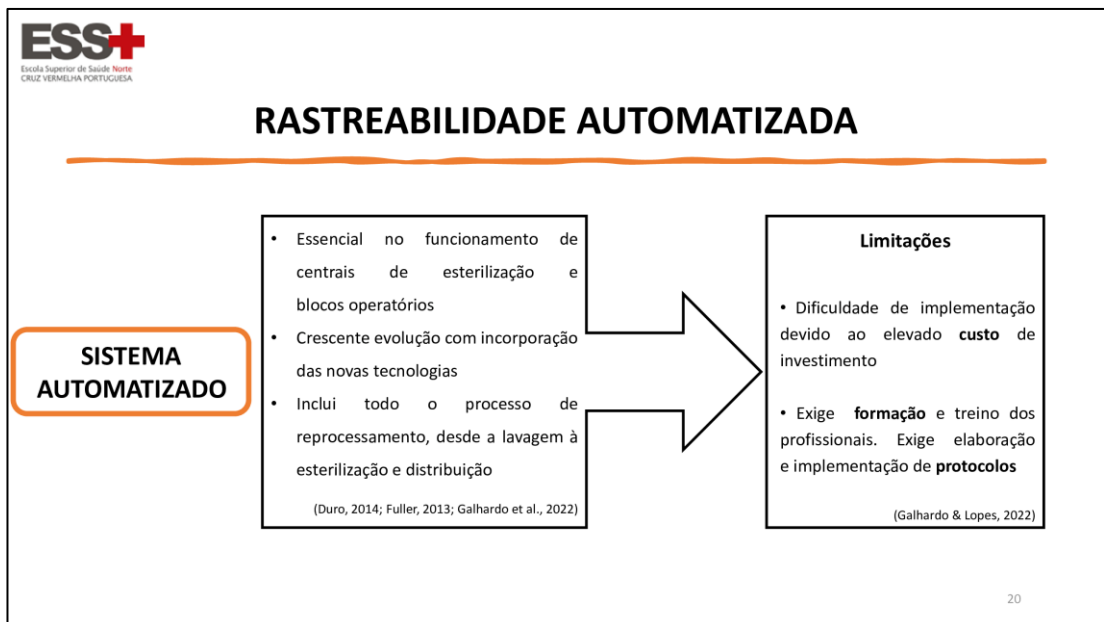 ESS+
Escola Superior de Saúde Norte
CRUZ VERMELHA PORTUGUESA
RASTREABILIDADE AUTOMATIZADA
SISTEMA
AUTOMATIZADO
• Essencial no funcionamento de
centrais de esterilização e
blocos operatórios
• Crescente evolução com incorporação
das novas tecnologias
• Inclui todo o processo de
reprocessamento, desde a lavagem à
esterilização e distribuição
(Duro, 2014; Fuller, 2013; Galhardo et al., 2022)
Limitações
• Dificuldade de implementação
devido ao elevado custo de
investimento
• Exige formação e treino dos
profissionais. Exige elaboração
e implementação de protocolos
(Galhardo & Lopes, 2022)
20